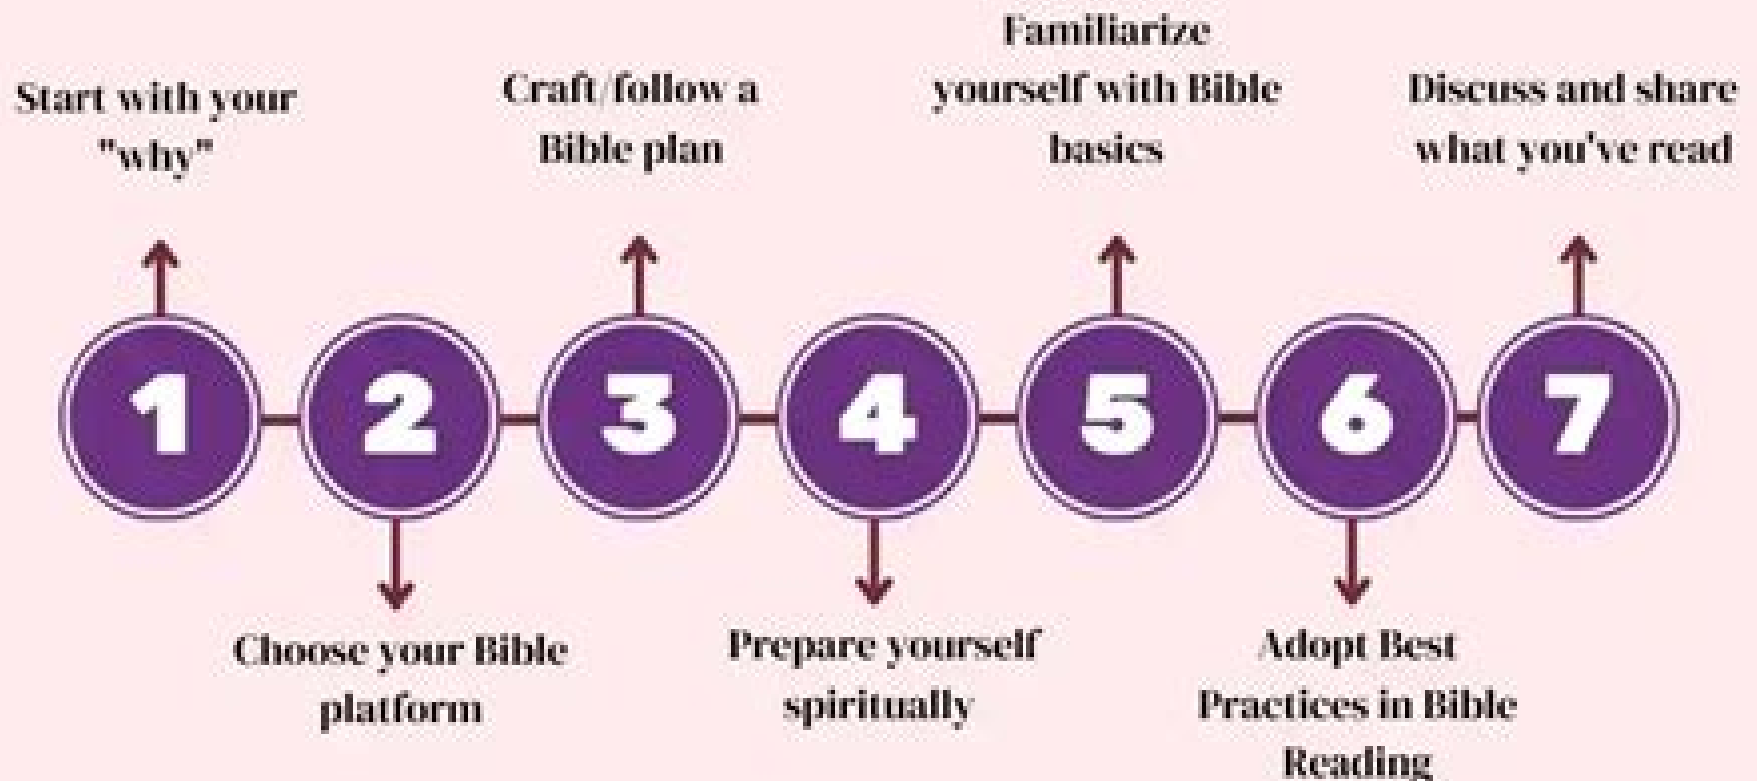 Start with your
"why"
Craft/follow a
Bible plan
Familiarize
yourself with Bible
basics
Discuss and share
what you've read
1
2
3
4
5
6
7
Choose your Bible
platform
Prepare yourself
spiritually
Adopt Best
Practices in Bible
Reading